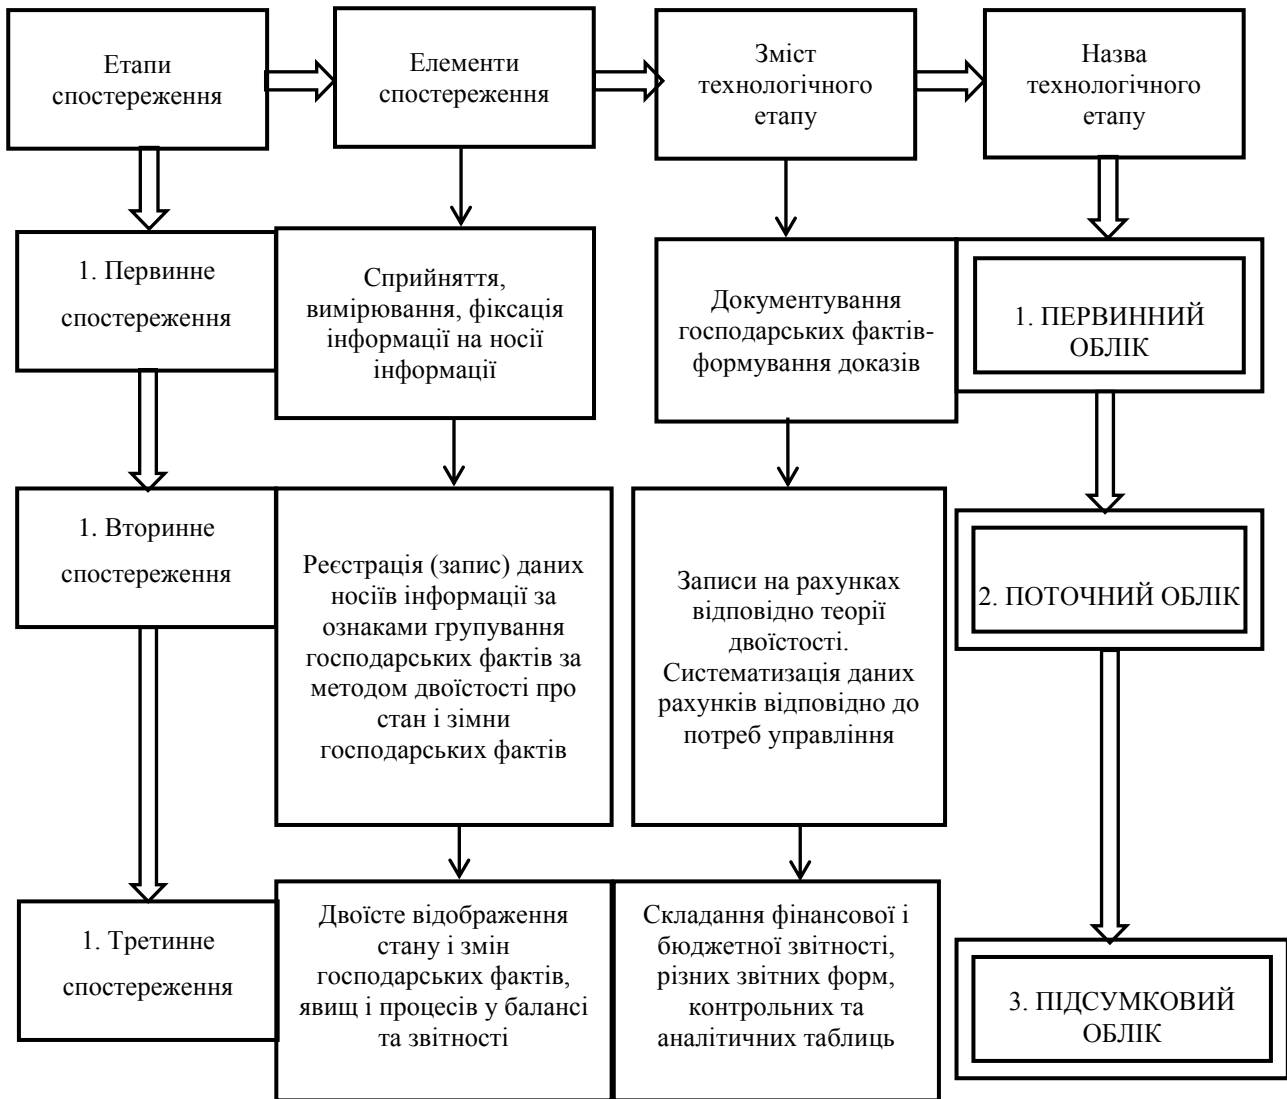 Етапи
спостереження
Елементи
спостереження
Зміст
технологічного
етапу
Назва
технологічного
етапу
1. Первинне
спостереження
Сприйняття,
вимірювання, фіксація
інформації на носії
інформації
Документування
господарських фактів-
формування доказів
1. ПЕРВИННИЙ
ОБЛІК
1. Вторинне
спостереження
Реєстрація (запис) даних
носіїв інформації за
ознаками групування
господарських фактів за
методом двоїстості про
стан і зімни
господарських фактів
Записи на рахунках
відповідно теорії
двоїстості.
Систематизація даних
рахунків відповідно до
потреб управління
2. ПОТОЧНИЙ ОБЛІК
1. Третинне
спостереження
Двоїсте відображення
стану і змін
господарських фактів,
явищ і процесів у балансі
та звітності
Складання фінансової і
бюджетної звітності,
різних звітних форм,
контрольних та
аналітичних таблиць
3. ПІДСУМКОВИЙ
ОБЛІК